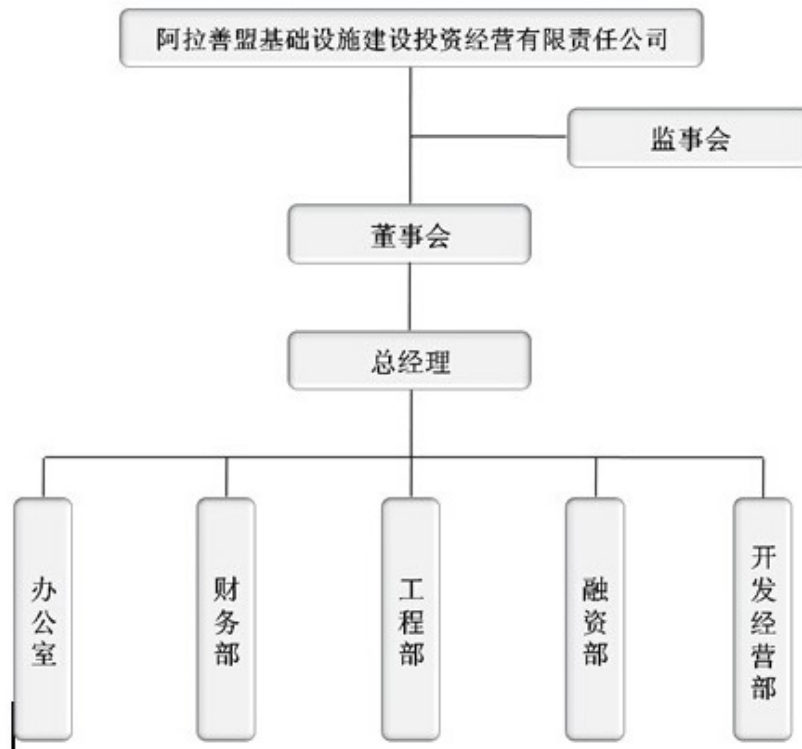 阿拉善盟基础设施建设投资经营有限责任公司
监事会
董事会
总经理
办公室
财务部
工程部
融资部
开发经营部